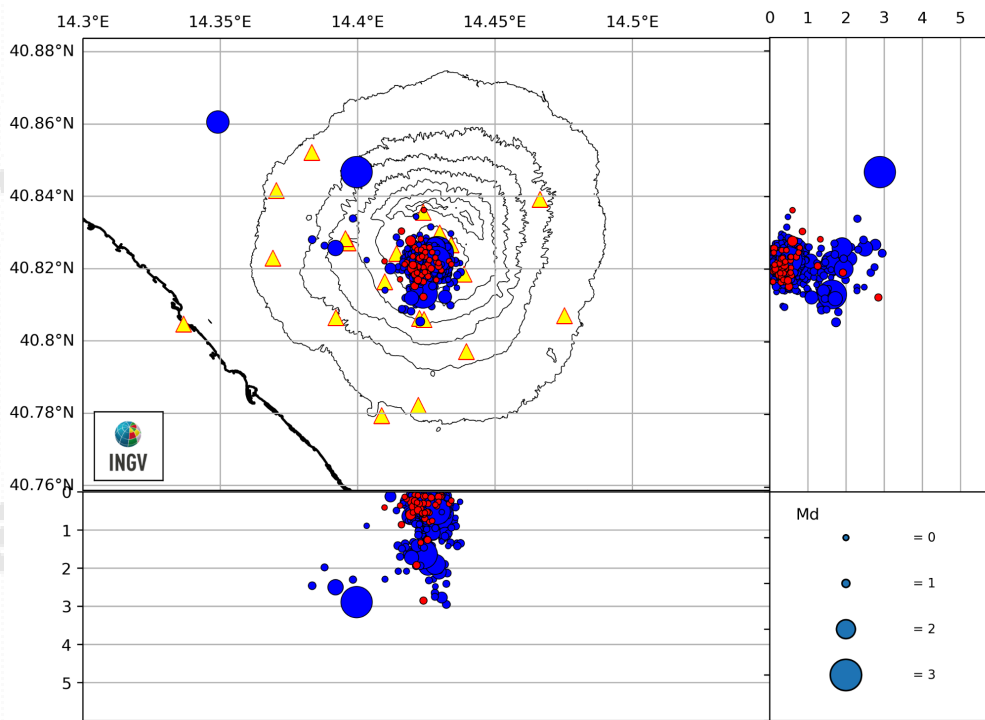 14.3°E 14.35°E 14.4°E 14.45°E 14.5°E 0 1 2 3 4 5
40.88°N
40.86°N
40.84°N
40.82°N
40.8°N
40.78°N
40.76°N
INGV
0
1
2
3
4
5
Md
= 0
= 1
= 2
= 3